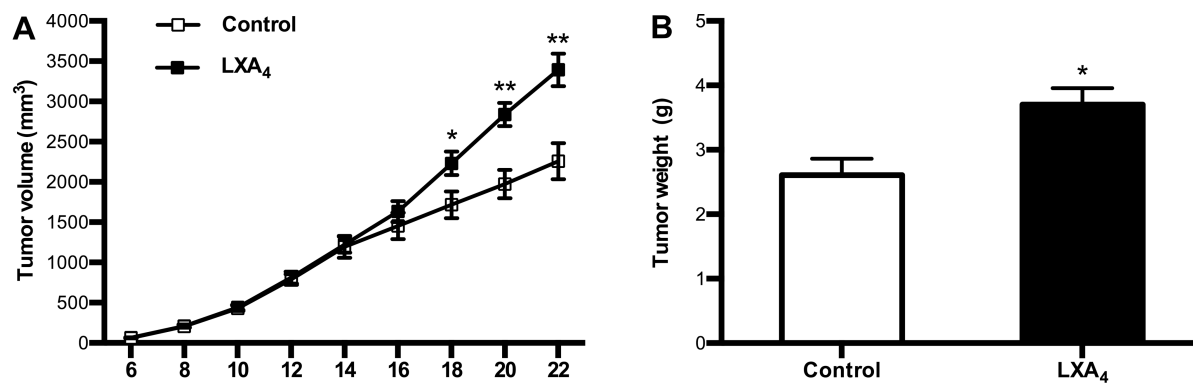 A
Control
LXA₄
Tumor volume (mm³)
4000
3500
3000
2500
2000
1500
1000
500
0
*
**
**
6 8 10 12 14 16 18 20 22
B
Tumor weight (g)
5
4
3
2
1
0
*
Control LXA₄